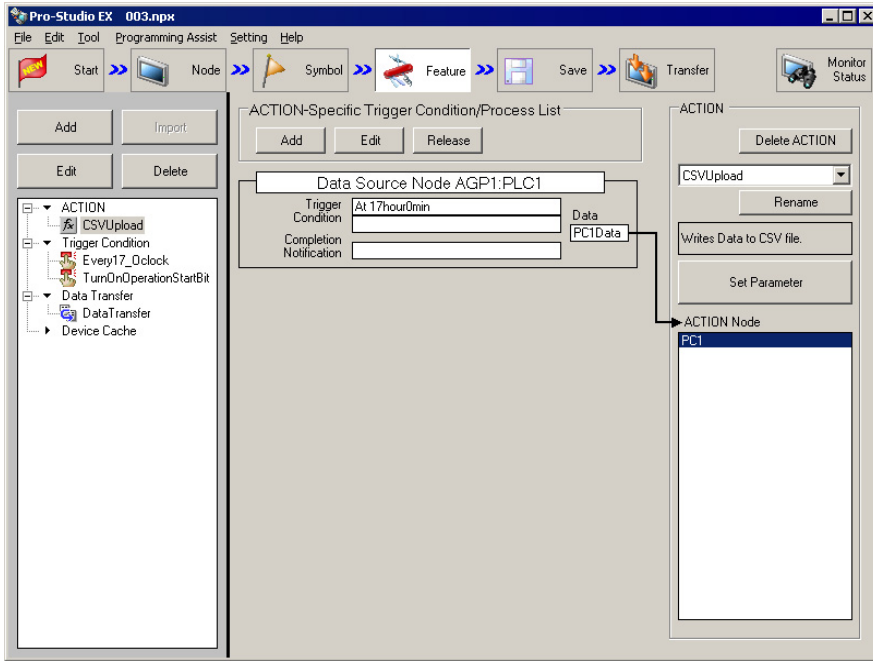 Pro-Studio EX 003.npx
File Edit Tool Programming Assist Setting Help
NEW Start Node Symbol Feature Save Transfer Monitor Status
Add Import
Edit Delete
ACTION
fx CSVUpload
Trigger Condition
Every17_Oclock
TurnOnOperationStartBit
Data Transfer
DataTransfer
Device Cache
ACTION-Specific Trigger Condition/Process List
Add Edit Release
Data Source Node AGP1:PLC1
Trigger Condition
At 17hour0min
Completion Notification
Data
PC1Data
ACTION
Delete ACTION
CSVUpload
Rename
Writes Data to CSV file.
Set Parameter
ACTION Node
PC1